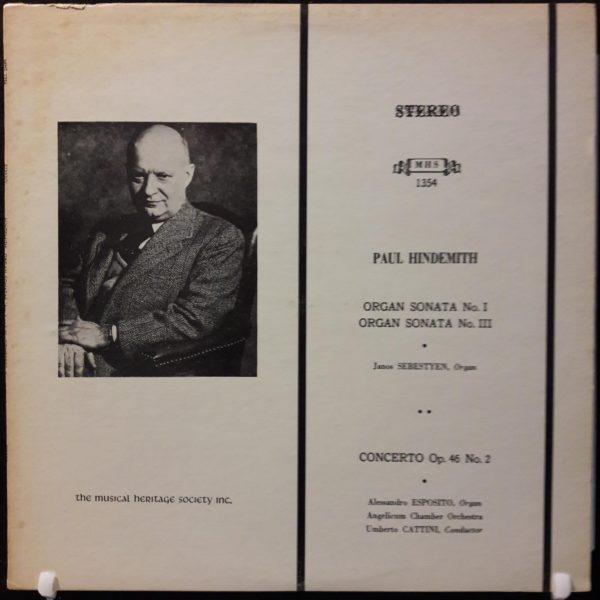 the musical heritage society inc.
STEREO
MHS
1354
PAUL HINDEMITH
ORGAN SONATA No. I
ORGAN SONATA No. III
Janos SEBESTYEN, Organ
CONCERTO Op. 46 No. 2
Alessandro ESPOSITO, Organ
Angelicum Chamber Orchestra
Umberto CATTINI, Conductor